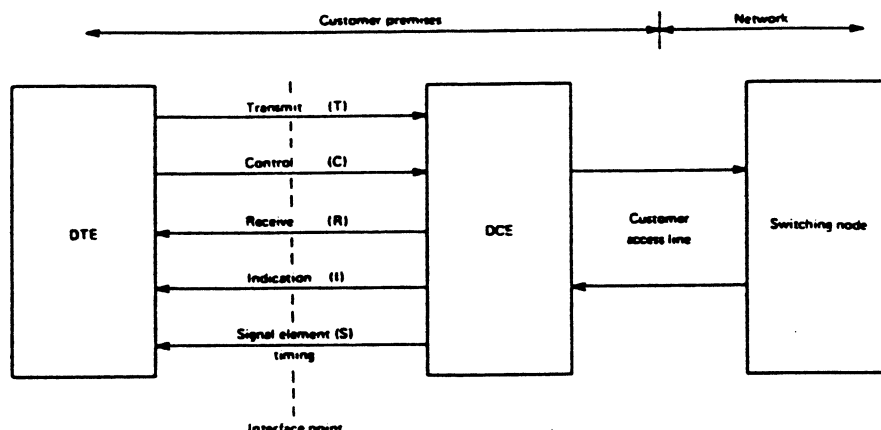 Customer premises
Network
Transmit (T)
Control (C)
Receive (R)
Indication (I)
Signal element (S)
timing
DTE
DCE
Customer
access line
Switching node
Interface point